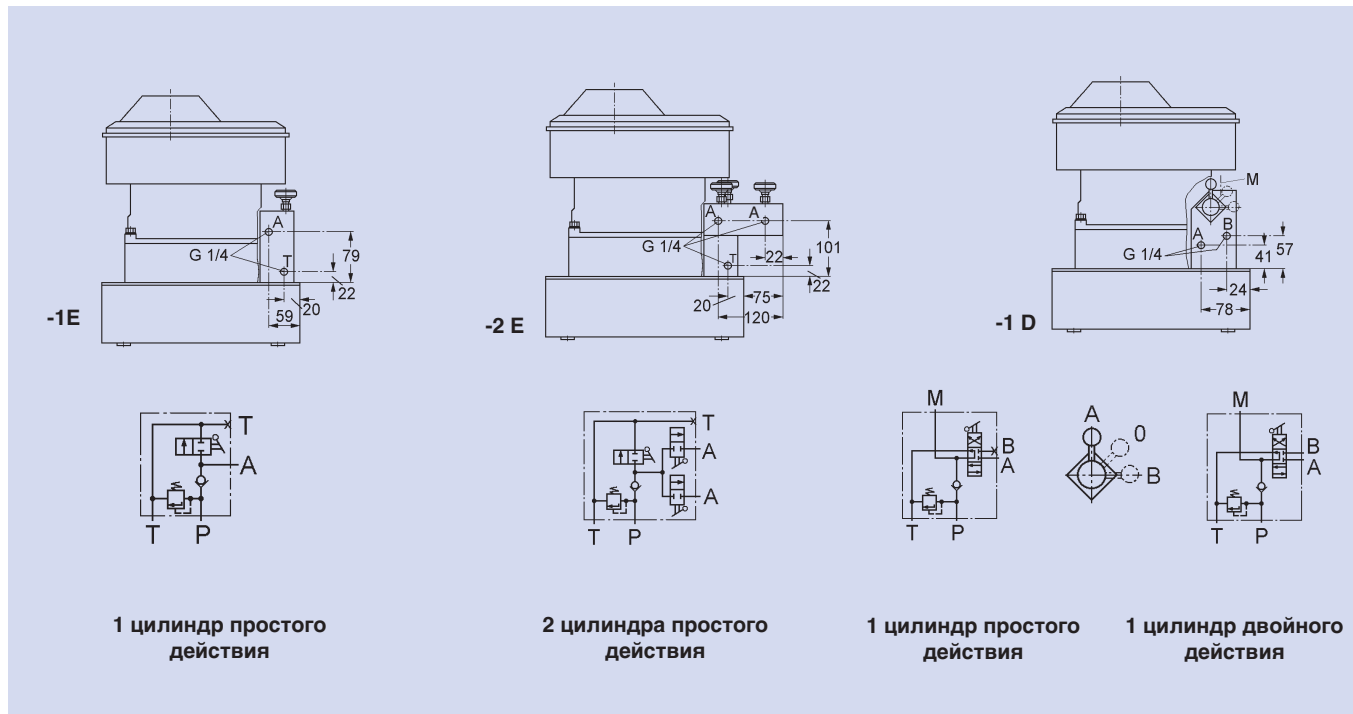 A
G 1/4
T
79
22
20
59
-1E
A A
G 1/4
T
22
101
22
75
20
120
-2 E
M
A
B
G 1/4
57
41
24
78
-1 D
T
A
T P
T
A
A
T P
M
B
A
T P
A
0
B
M
B
A
T P
1 цилиндр простого
действия
2 цилиндра простого
действия
1 цилиндр простого
действия
1 цилиндр двойного
действия